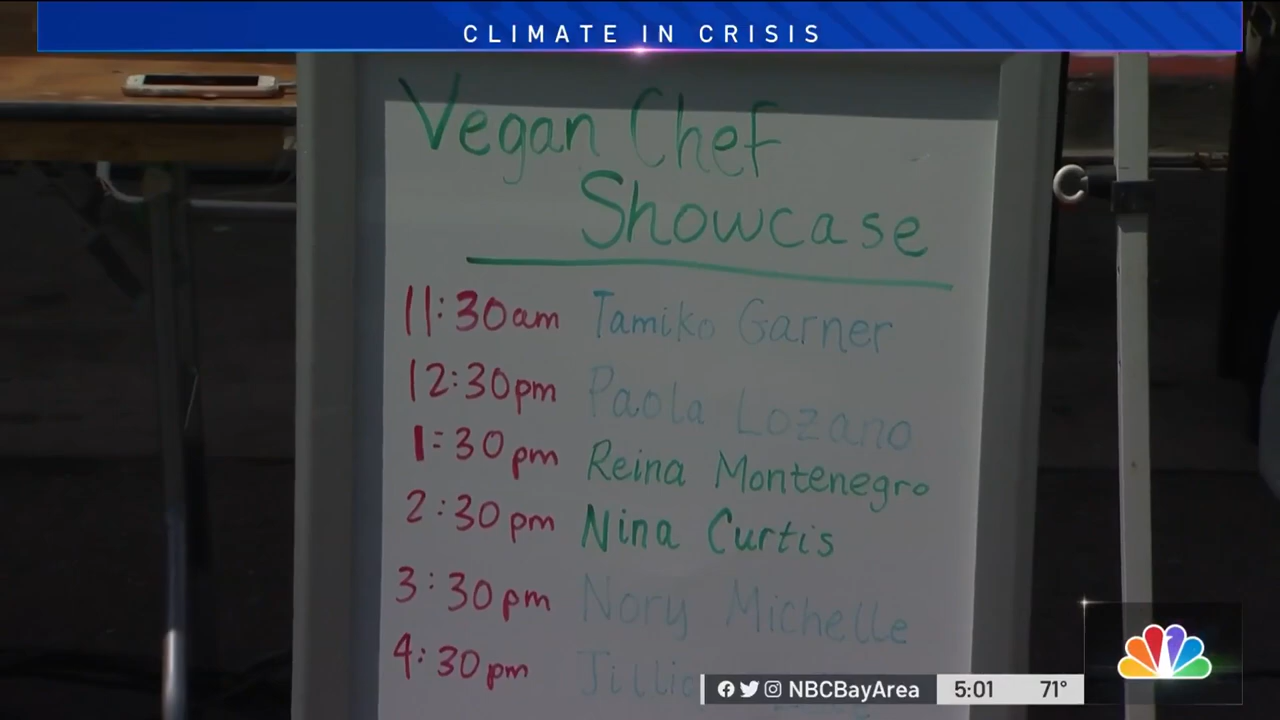 CLIMATE IN CRISIS
Vegan Chef
Showcase
11:30am Tamiko Garner
12:30pm Paola Lozano
1:30pm Reina Montenegro
2:30pm Nina Curtis
3:30pm Nory Michelle
4:30pm
NBCBayArea 5:01 71°